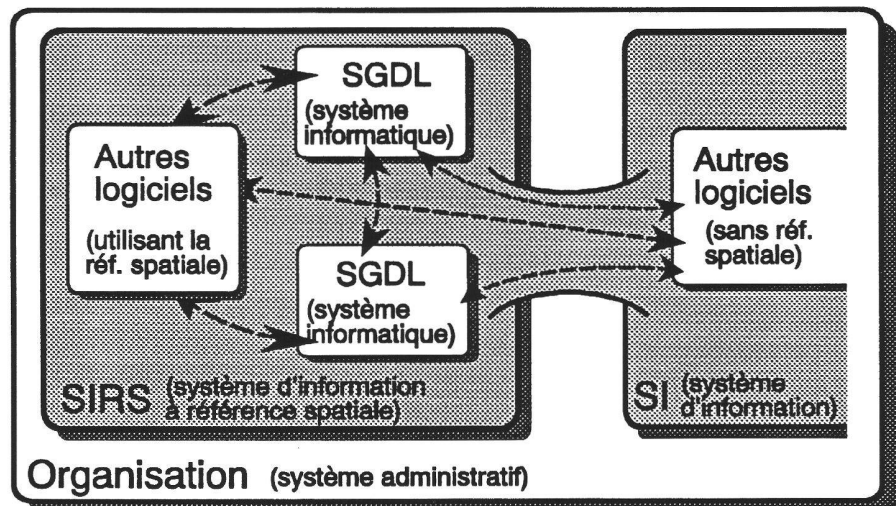 SGDL
(système
informatique)
Autres
logiciels
(utilisant la
réf. spatiale)
SGDL
(système
informatique)
SIRS (système d'information
à référence spatiale)
Autres
logiciels
(sans réf.
spatiale)
SI (système
d'information)
Organisation (système administratif)